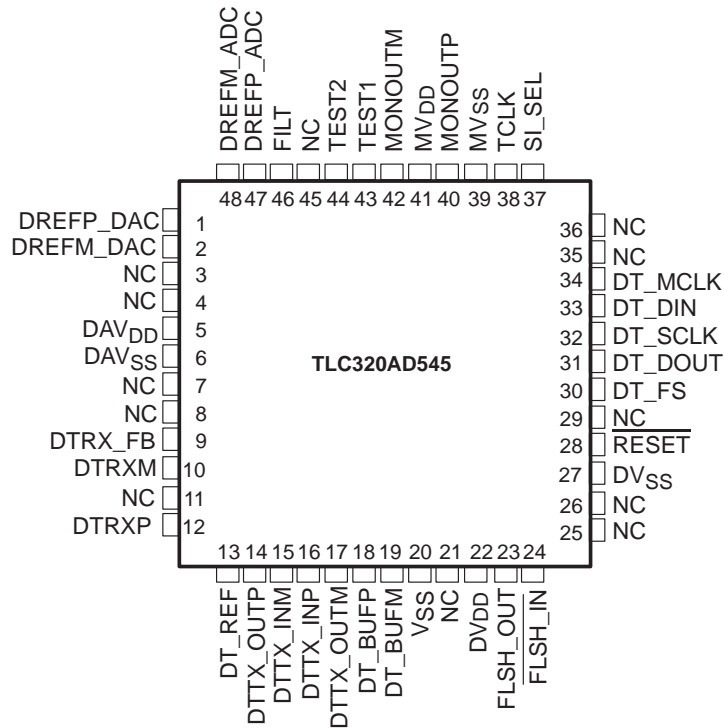 DREFM_ADC
DREFP_ADC
FILT
NC
TEST2
TEST1
MONOUTM
MVDD
MONOUTP
MVSS
TCLK
SI_SEL
48 47 46 45 44 43 42 41 40 39 38 37
DREFP_DAC 1
DREFM_DAC 2
NC 3
NC 4
DAVDD 5
DAVSS 6
NC 7
NC 8
DTRX_FB 9
DTRXM 10
NC 11
DTRXP 12
TLC320AD545
36 NC
35 NC
34 DT_MCLK
33 DT_DIN
32 DT_SCLK
31 DT_DOUT
30 DT_FS
29 NC
28 RESET
27 DVSS
26 NC
25 NC
13 14 15 16 17 18 19 20 21 22 23 24
DT_REF
DTTX_OUTP
DTTX_INM
DTTX_INP
DTTX_OUTM
DT_BUFP
DT_BUFM
VSS
NC
DVDD
FLSH_OUT
FLSH_IN